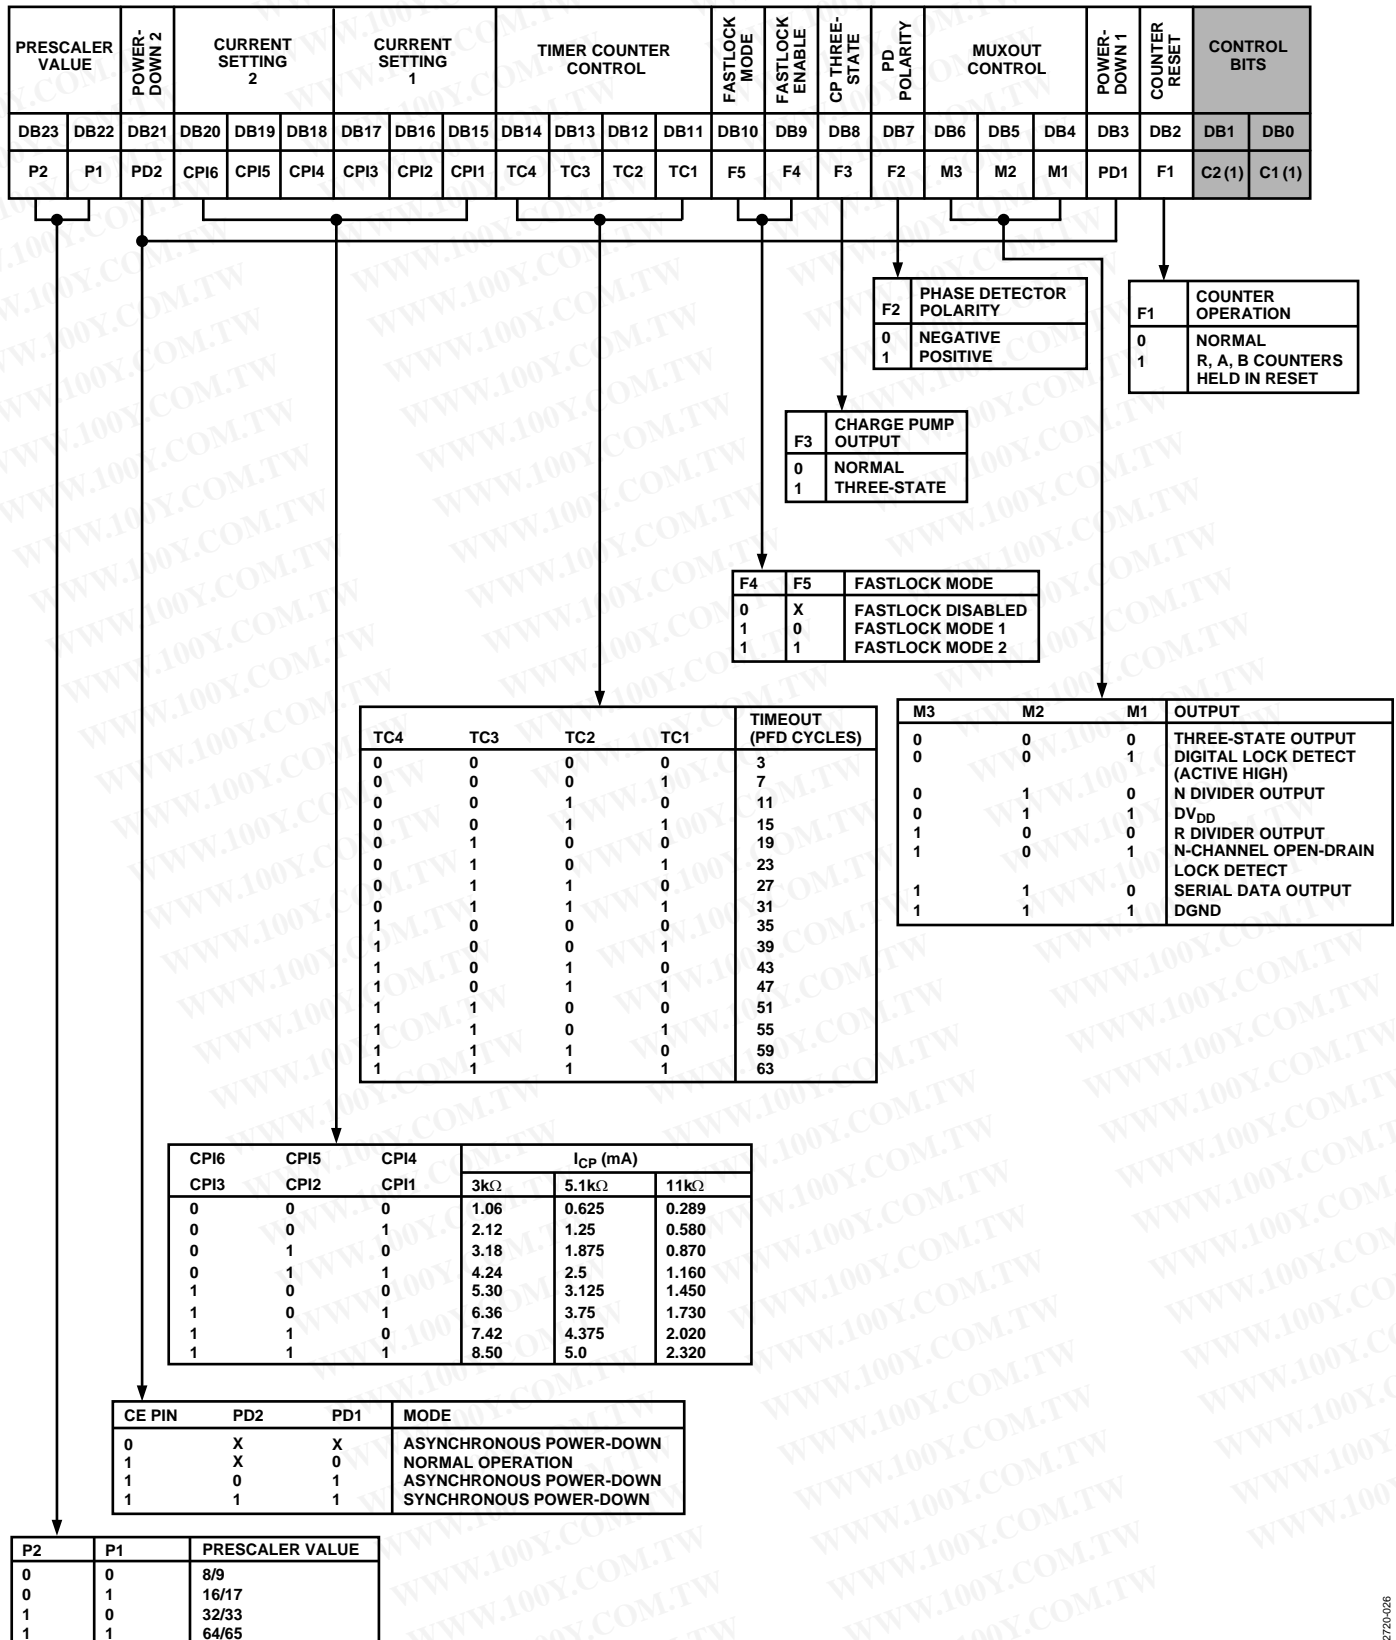 PRESCALER VALUE POWER-DOWN 2 CURRENT SETTING 2 CURRENT SETTING 1 TIMER COUNTER CONTROL FASTLOCK MODE FASTLOCK ENABLE CP THREE-STATE PD POLARITY MUXOUT CONTROL POWER-DOWN 1 COUNTER RESET CONTROL BITS
DB23 DB22 DB21 DB20 DB19 DB18 DB17 DB16 DB15 DB14 DB13 DB12 DB11 DB10 DB9 DB8 DB7 DB6 DB5 DB4 DB3 DB2 DB1 DB0
P2 P1 PD2 CPI6 CPI5 CPI4 CPI3 CPI2 CPI1 TC4 TC3 TC2 TC1 F5 F4 F3 F2 M3 M2 M1 PD1 F1 C2 (1) C1 (1)
F2 PHASE DETECTOR POLARITY
0 NEGATIVE
1 POSITIVE
F1 COUNTER OPERATION
0 NORMAL
1 R, A, B COUNTERS
HELD IN RESET
F3 CHARGE PUMP OUTPUT
0 NORMAL
1 THREE-STATE
F4 F5 FASTLOCK MODE
0 X FASTLOCK DISABLED
1 0 FASTLOCK MODE 1
1 1 FASTLOCK MODE 2
TC4 TC3 TC2 TC1 TIMEOUT (PFD CYCLES)
0 0 0 0 3
0 0 0 1 7
0 0 1 0 11
0 0 1 1 15
0 1 0 0 19
0 1 0 1 23
0 1 1 0 27
0 1 1 1 31
1 0 0 0 35
1 0 0 1 39
1 0 1 0 43
1 0 1 1 47
1 1 0 0 51
1 1 0 1 55
1 1 1 0 59
1 1 1 1 63
M3 M2 M1 OUTPUT
0 0 0 THREE-STATE OUTPUT
0 0 1 DIGITAL LOCK DETECT
(ACTIVE HIGH)
0 1 0 N DIVIDER OUTPUT
0 1 1 DVDD
1 0 0 R DIVIDER OUTPUT
1 0 1 N-CHANNEL OPEN-DRAIN
LOCK DETECT
1 1 0 SERIAL DATA OUTPUT
1 1 1 DGND
CPI6 CPI5 CPI4 ICP (mA)
CPI3 CPI2 CPI1 3kΩ 5.1kΩ 11kΩ
0 0 0 1.06 0.625 0.289
0 0 1 2.12 1.25 0.580
0 1 0 3.18 1.875 0.870
0 1 1 4.24 2.5 1.160
1 0 0 5.30 3.125 1.450
1 0 1 6.36 3.75 1.730
1 1 0 7.42 4.375 2.020
1 1 1 8.50 5.0 2.320
CE PIN PD2 PD1 MODE
0 X X ASYNCHRONOUS POWER-DOWN
1 X 0 NORMAL OPERATION
1 0 1 ASYNCHRONOUS POWER-DOWN
1 1 1 SYNCHRONOUS POWER-DOWN
P2 P1 PRESCALER VALUE
0 0 8/9
0 1 16/17
1 0 32/33
1 1 64/65
2720-026
WWW.100Y.COM.TW